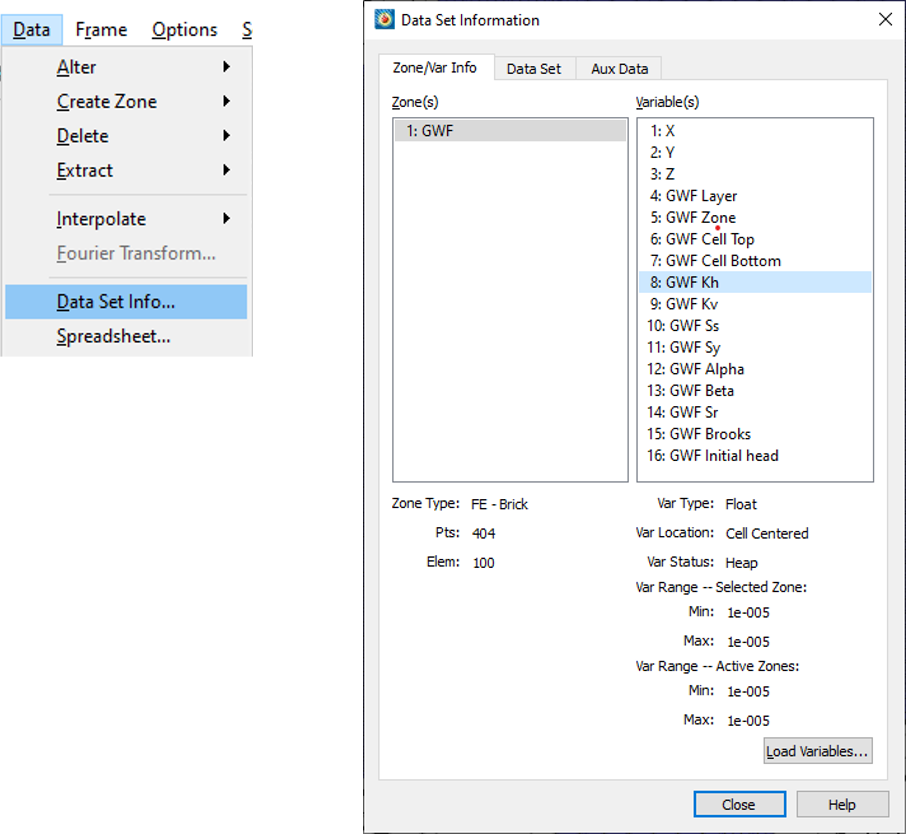 Data Frame Options S
Alter
Create Zone
Delete
Extract
Interpolate
Fourier Transform...
Data Set Info...
Spreadsheet...
Data Set Information
Zone/Var Info Data Set Aux Data
Zone(s)
1: GWF
Variable(s)
1: X
2: Y
3: Z
4: GWF Layer
5: GWF Zone
6: GWF Cell Top
7: GWF Cell Bottom
8: GWF Kh
9: GWF Kv
10: GWF Ss
11: GWF Sy
12: GWF Alpha
13: GWF Beta
14: GWF Sr
15: GWF Brooks
16: GWF Initial head
Zone Type: FE - Brick
Pts: 404
Elem: 100
Var Type: Float
Var Location: Cell Centered
Var Status: Heap
Var Range -- Selected Zone:
Min: 1e-005
Max: 1e-005
Var Range -- Active Zones:
Min: 1e-005
Max: 1e-005
Load Variables...
Close Help